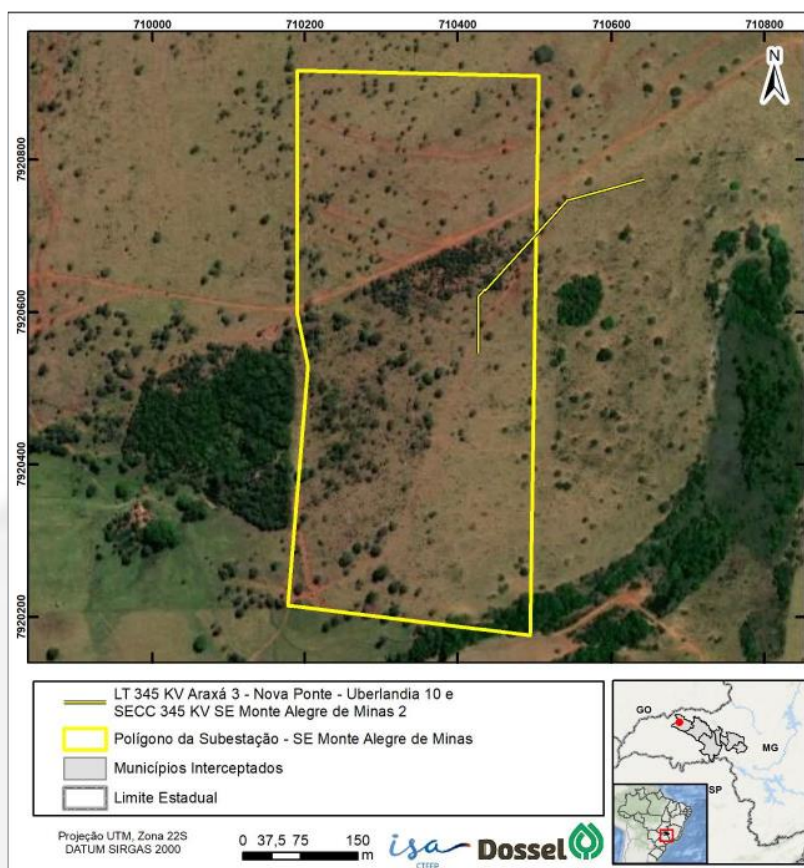 710000 710200 710400 710600 710800
N
7920800
7920600
7920400
7920200
LT 345 KV Araxá 3 - Nova Ponte - Uberlandia 10 e
SECC 345 KV SE Monte Alegre de Minas 2
Polígono da Subestação - SE Monte Alegre de Minas
Municípios Interceptados
Limite Estadual
GO
MG
SP
Projeção UTM, Zona 22S
DATUM SIRGAS 2000
0 37,5 75 150
m
isa
CTEEP
Dossel